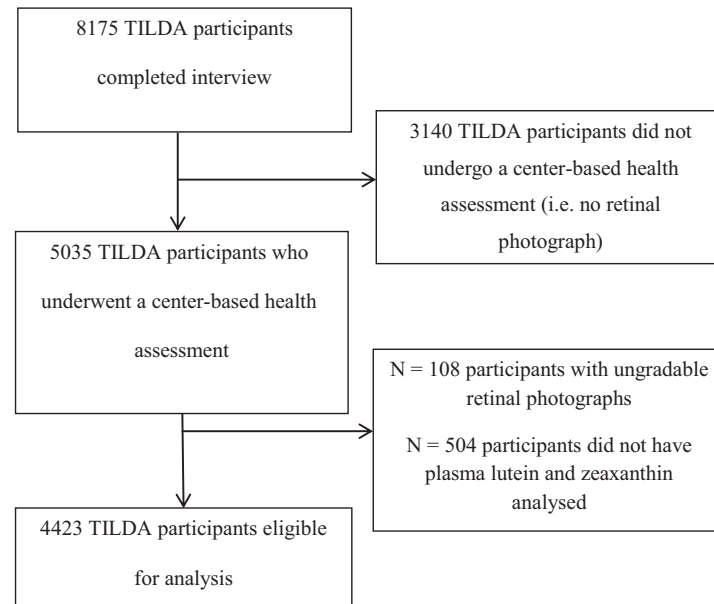 8175 TILDA participants
completed interview
3140 TILDA participants did not
undergo a center-based health
assessment (i.e. no retinal
photograph)
5035 TILDA participants who
underwent a center-based health
assessment
N = 108 participants with ungradable
retinal photographs
N = 504 participants did not have
plasma lutein and zeaxanthin
analysed
4423 TILDA participants eligible
for analysis